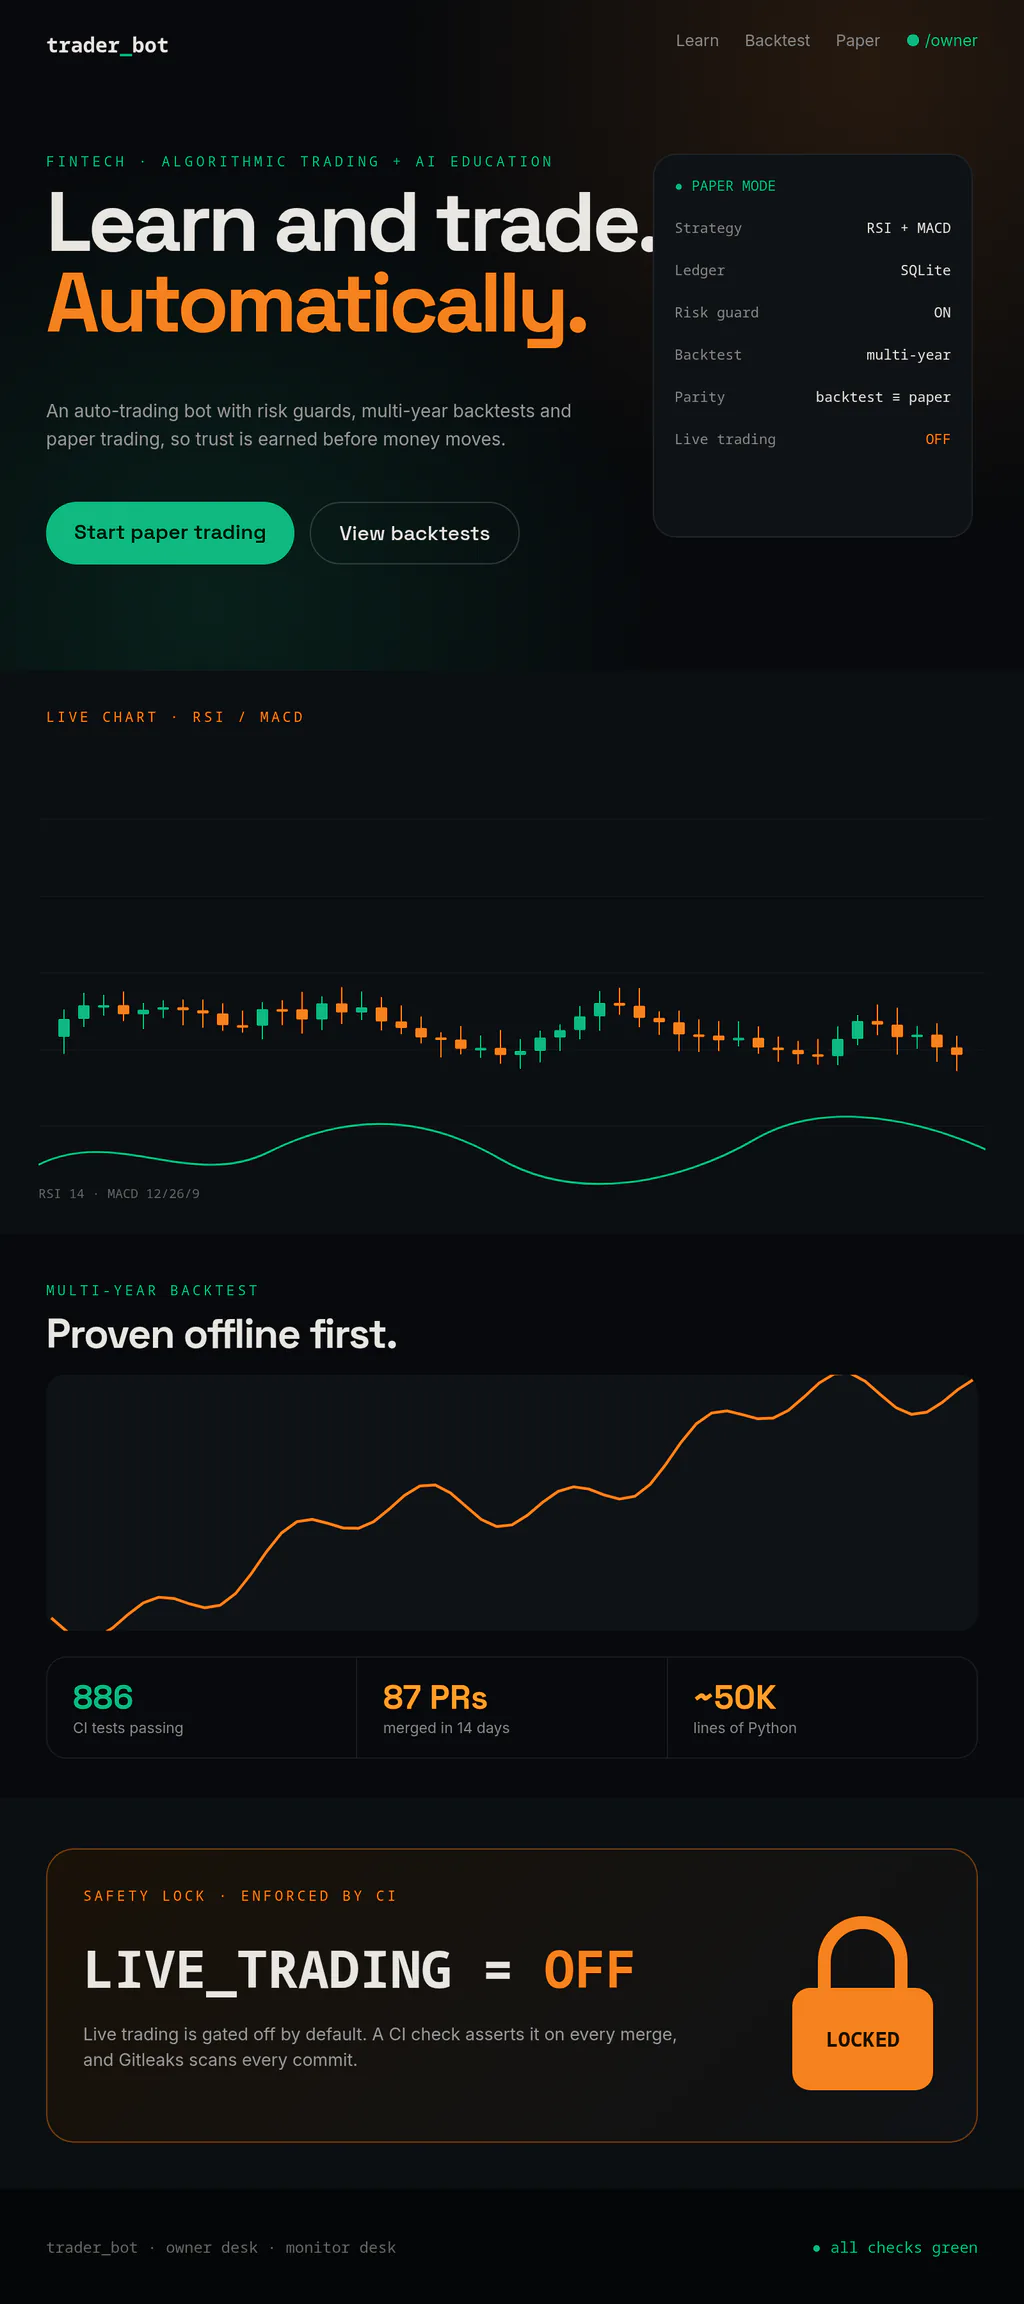 trader_bot
Learn Backtest Paper /owner
FINTECH · ALGORITHMIC TRADING + AI EDUCATION
Learn and trade.
Automatically.
An auto-trading bot with risk guards, multi-year backtests and
paper trading, so trust is earned before money moves.
Start paper trading
View backtests
● PAPER MODE
Strategy RSI + MACD
Ledger SQLite
Risk guard ON
Backtest multi-year
Parity backtest ≡ paper
Live trading OFF
LIVE CHART · RSI / MACD
RSI 14 · MACD 12/26/9
MULTI-YEAR BACKTEST
Proven offline first.
886
CI tests passing
87 PRs
merged in 14 days
~50K
lines of Python
SAFETY LOCK · ENFORCED BY CI
LIVE_TRADING = OFF
Live trading is gated off by default. A CI check asserts it on every merge,
and Gitleaks scans every commit.
LOCKED
trader_bot · owner desk · monitor desk
● all checks green